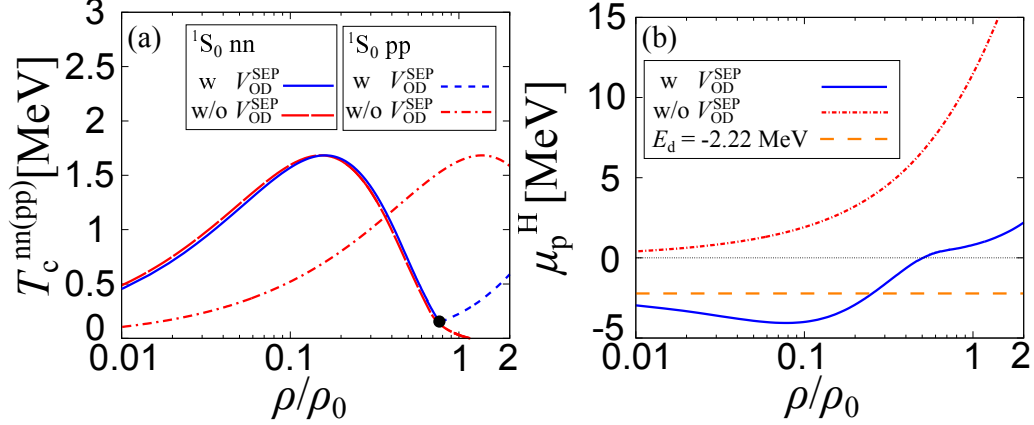 (a)
¹S₀ nn
w V_OD^SEP
w/o V_OD^SEP
¹S₀ pp
w V_OD^SEP
w/o V_OD^SEP
T_c^nn(pp) [MeV]
3
2.5
2
1.5
1
0.5
0
0.01
0.1
1
2
ρ/ρ₀
(b)
w V_OD^SEP
w/o V_OD^SEP
E_d = -2.22 MeV
μ_p^H [MeV]
15
10
5
0
-5
0.01
0.1
1
2
ρ/ρ₀